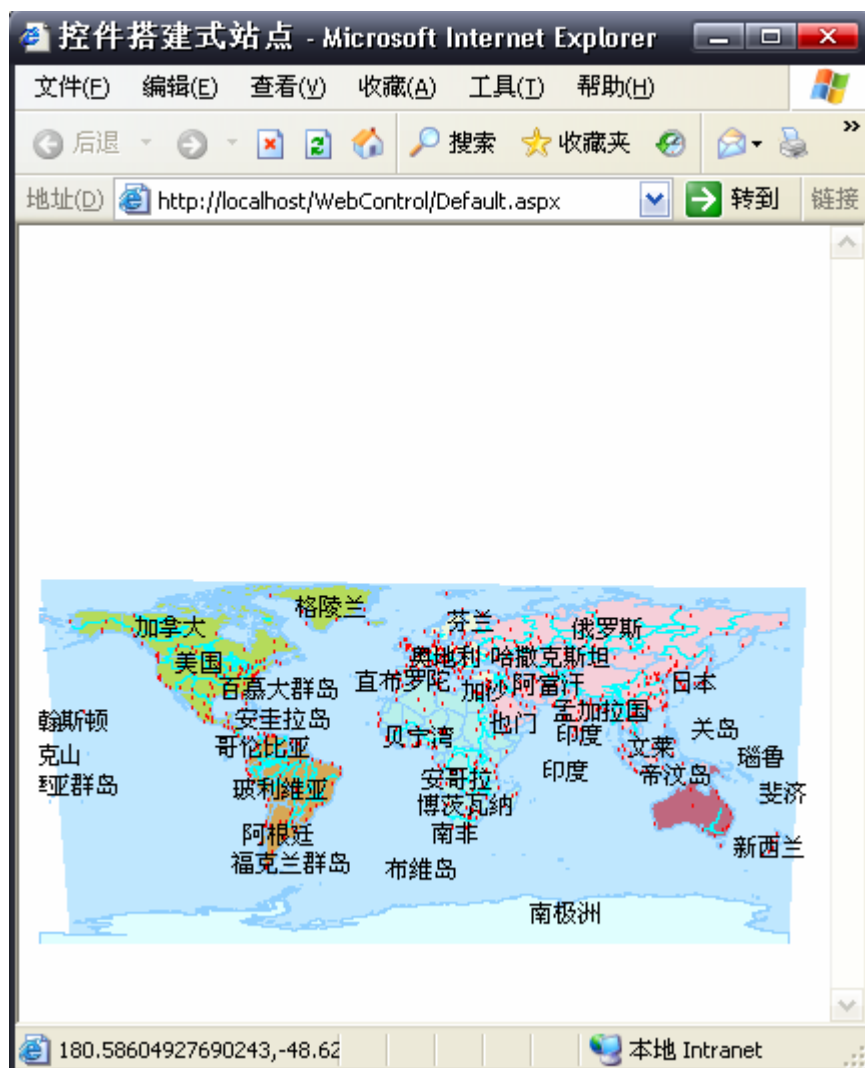 控件搭建式站点 - Microsoft Internet Explorer
文件(F) 编辑(E) 查看(V) 收藏(A) 工具(T) 帮助(H)
后退 搜索 收藏夹 »
地址(D) http://localhost/WebControl/Default.aspx 转到 链接
格陵兰
加拿大 芬兰 俄罗斯
美国 奥地利 哈撒克斯坦
百慕大群岛 直布罗陀 加沙 阿富汗 日本
翰斯顿 安圭拉岛 贝宁湾 也门 孟加拉国 关岛
克山 哥伦比亚 印度 文莱 瑙鲁
亚群岛 玻利维亚 安哥拉 印度 帝汶岛 斐济
博茨瓦纳
阿根廷 南非 新西兰
福克兰群岛 布維岛
南极洲
180.58604927690243,-48.62 本地 Intranet